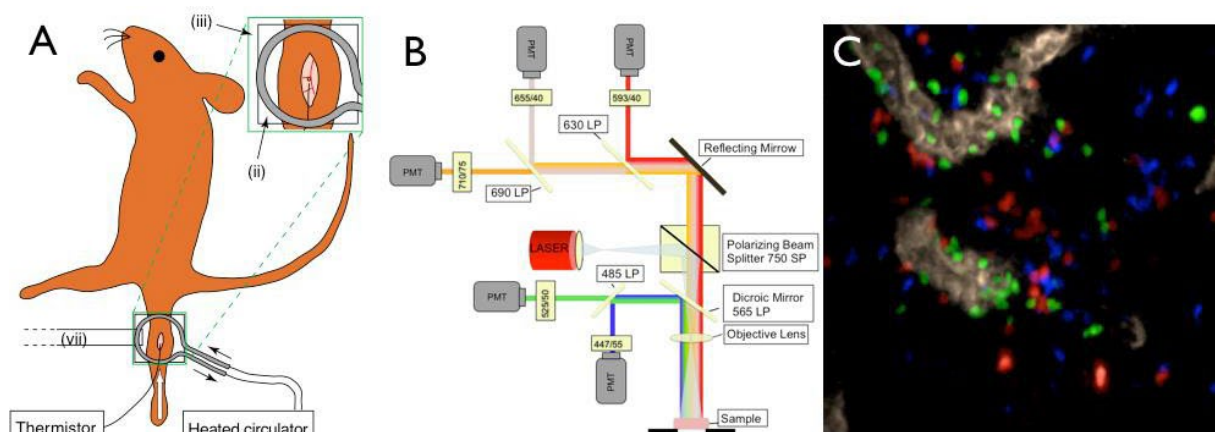 A
(iii)
(ii)
(vii)
Thermistor
Heated circulator
B
PMT
PMT
655/40
593/40
630 LP
Reflecting Mirrow
PMT
710/75
690 LP
LASER
Polarizing Beam
Splitter 750 SP
485 LP
PMT
525/50
Dicroic Mirror
565 LP
Objective Lens
447/55
PMT
Sample
C